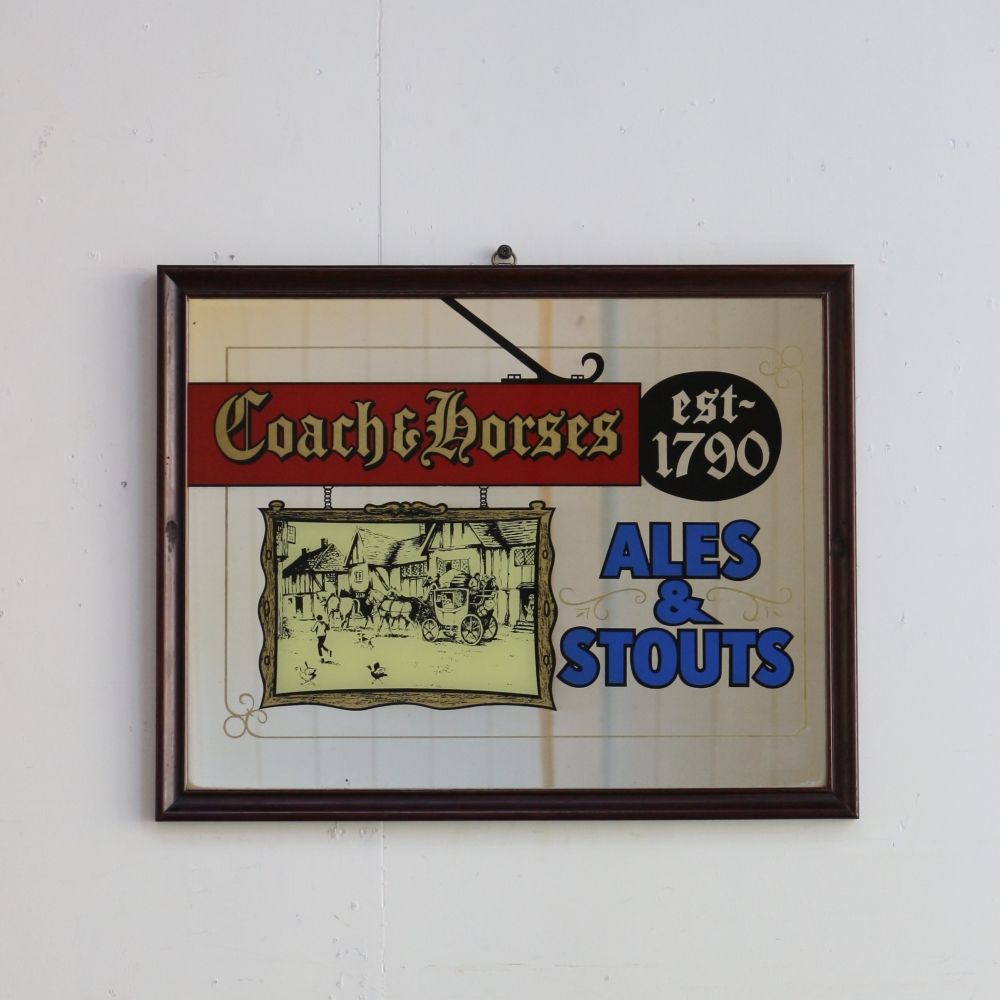 Coach & Horses
est-
1790
ALES
&
STOUTS